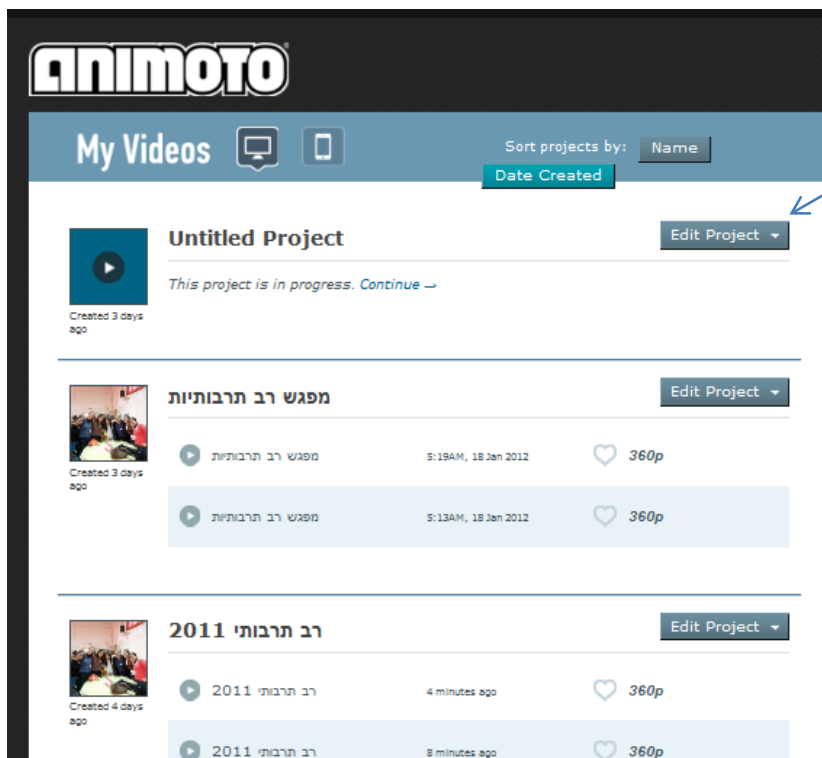 ANIMOTO
My Videos
Sort projects by: Name
Date Created
Untitled Project
Edit Project
This project is in progress. Continue →
Created 3 days
ago
מפגש רב תרבותיות
Edit Project
מפגש רב תרבותיות 5:19AM, 18 Jan 2012 360p
Created 3 days
ago
מפגש רב תרבותיות 5:13AM, 18 Jan 2012 360p
רב תרבותי 2011
Edit Project
רב תרבותי 2011 4 minutes ago 360p
Created 4 days
ago
רב תרבותי 2011 8 minutes ago 360p